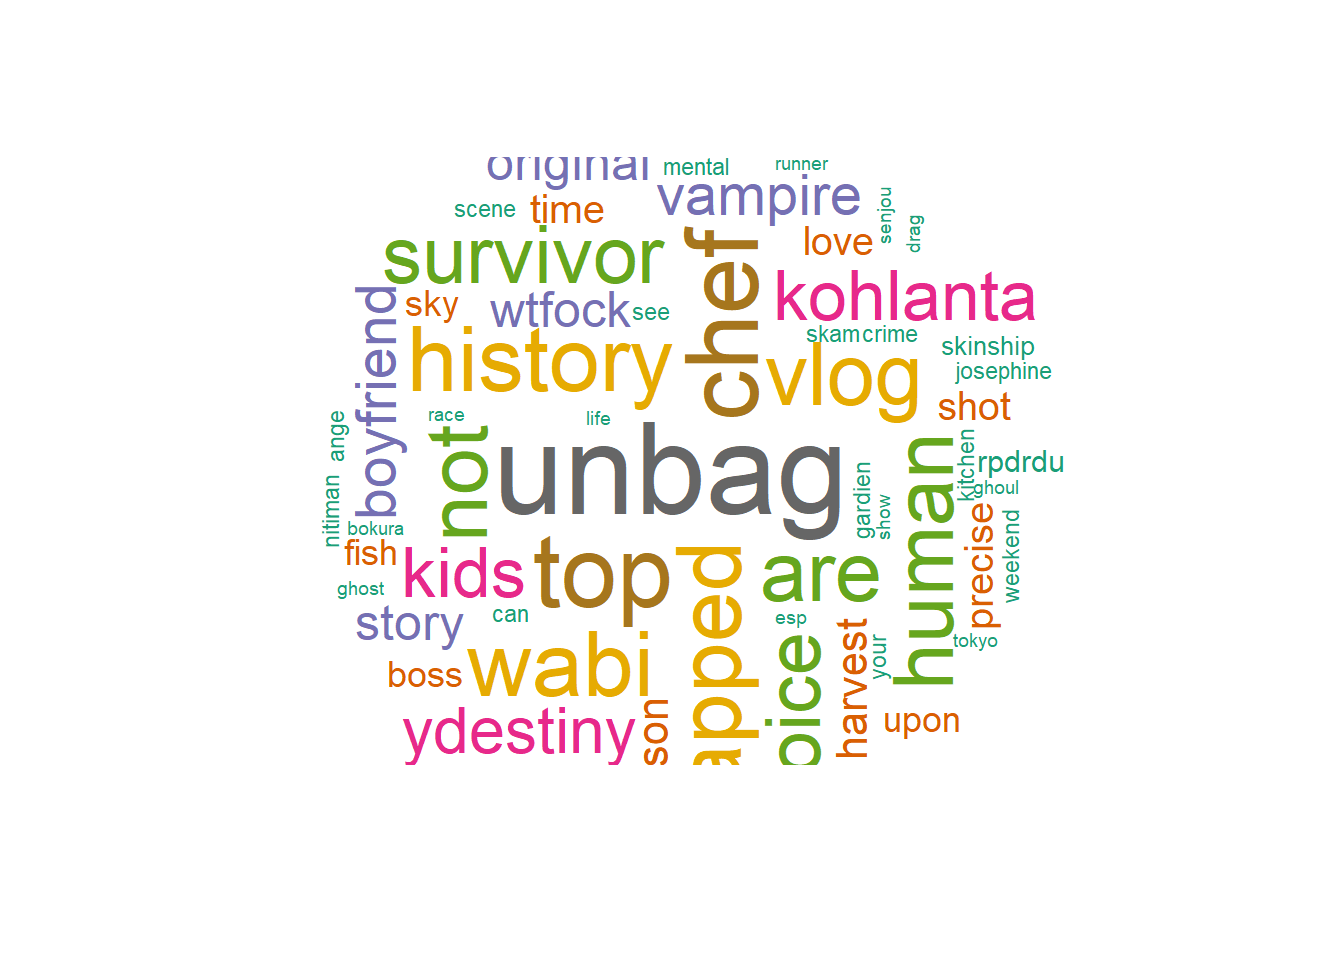 original
mental
runner
vampire
scene
time
senjou
drag
survivor
chef
love
kohlanta
boyfriend
sky
wtfock
see
history
skam
crime
vlog
skinship
josephine
shot
ange
race
life
not
unbag
human
kitchen
rpdrdu
ghoul
nitiman
gardien
show
bokura
fish
precise
weekend
kids
top
apped
are
ghost
story
can
esp
oice
harvest
your
tokyo
wabi
boss
ydestiny
son
upon